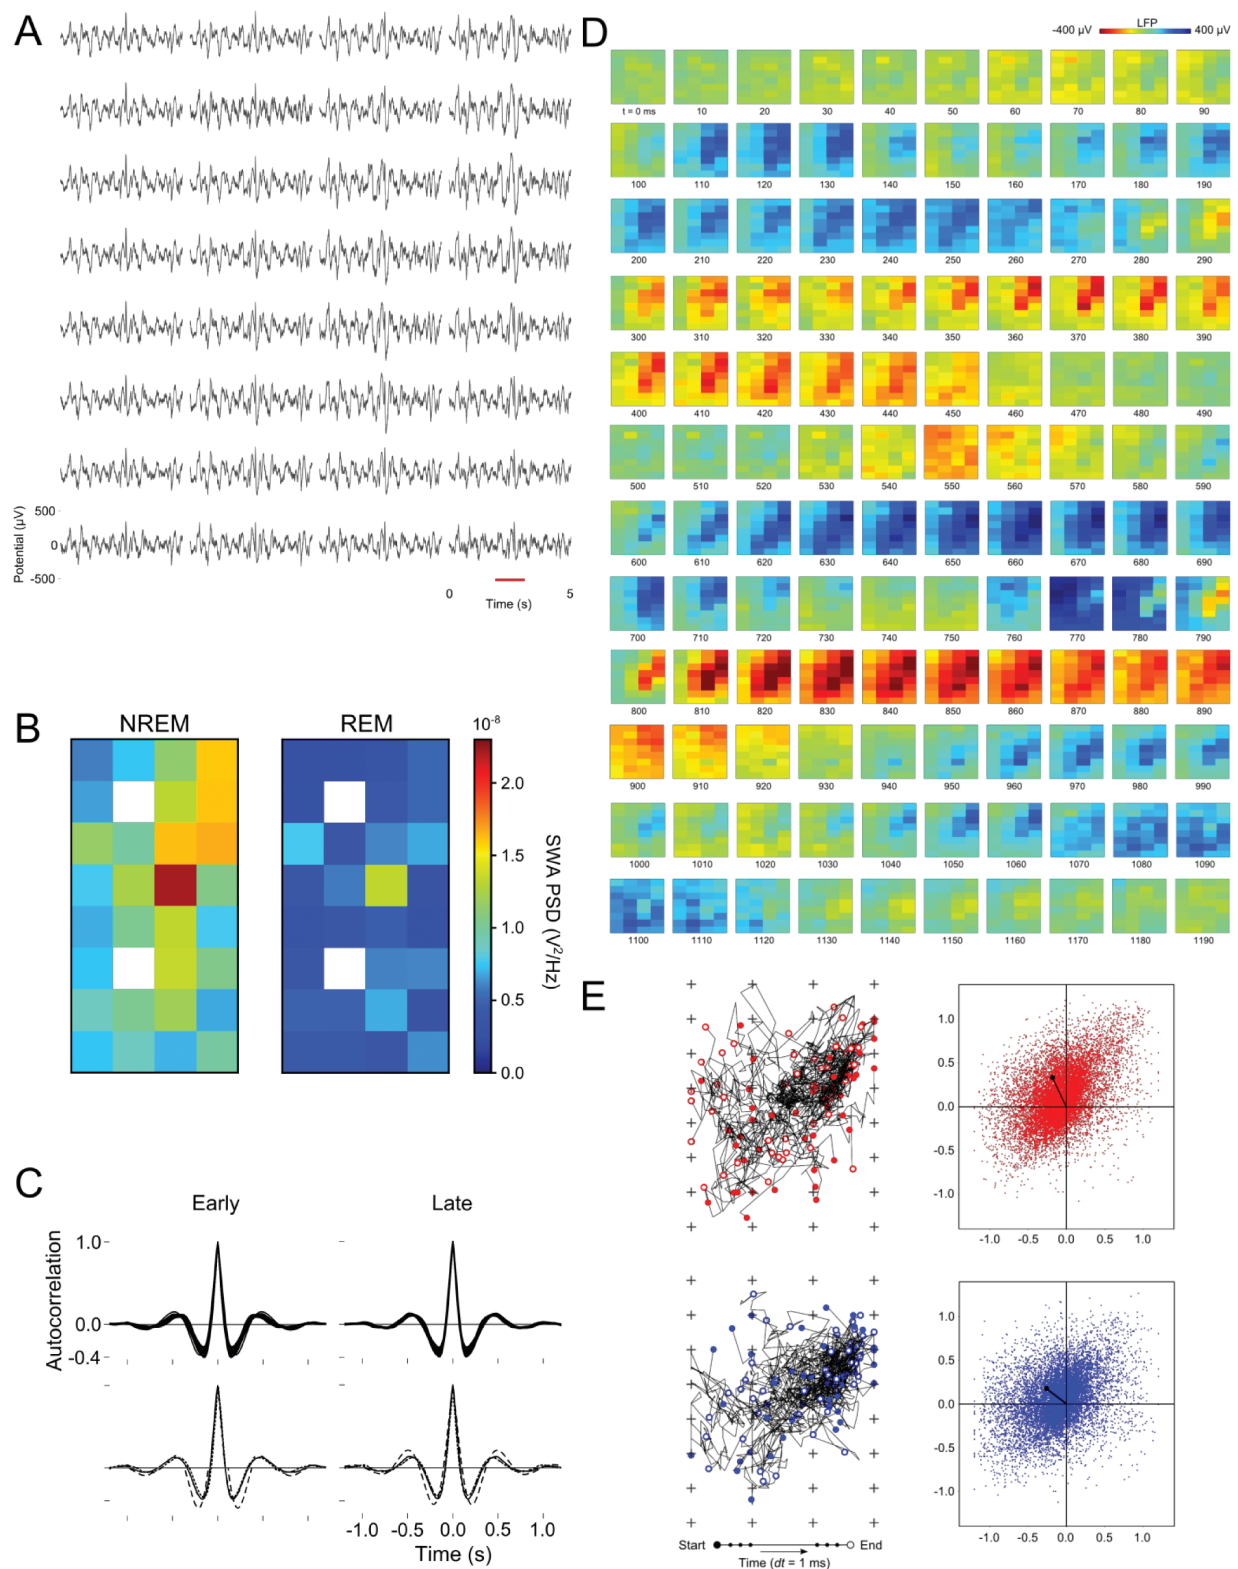 A
500
0
-500
Potential (µV)
0 5
Time (s)
B
NREM REM
10⁻⁸
2.0
1.5
1.0
0.5
0.0
SWA PSD (V²/Hz)
C
Early Late
Autocorrelation
1.0
0.0
-0.4
-1.0 -0.5 0.0 0.5 1.0
Time (s)
D
LFP
-400 µV 400 µV
t = 0 ms 10 20 30 40 50 60 70 80 90
100 110 120 130 140 150 160 170 180 190
200 210 220 230 240 250 260 270 280 290
300 310 320 330 340 350 360 370 380 390
400 410 420 430 440 450 460 470 480 490
500 510 520 530 540 550 560 570 580 590
600 610 620 630 640 650 660 670 680 690
700 710 720 730 740 750 760 770 780 790
800 810 820 830 840 850 860 870 880 890
900 910 920 930 940 950 960 970 980 990
1000 1010 1020 1030 1040 1050 1060 1070 1080 1090
1100 1110 1120 1130 1140 1150 1160 1170 1180 1190
E
1.0
0.5
0.0
-0.5
-1.0
-1.0 -0.5 0.0 0.5 1.0
1.0
0.5
0.0
-0.5
-1.0
-1.0 -0.5 0.0 0.5 1.0
Start End
Time (dt = 1 ms)